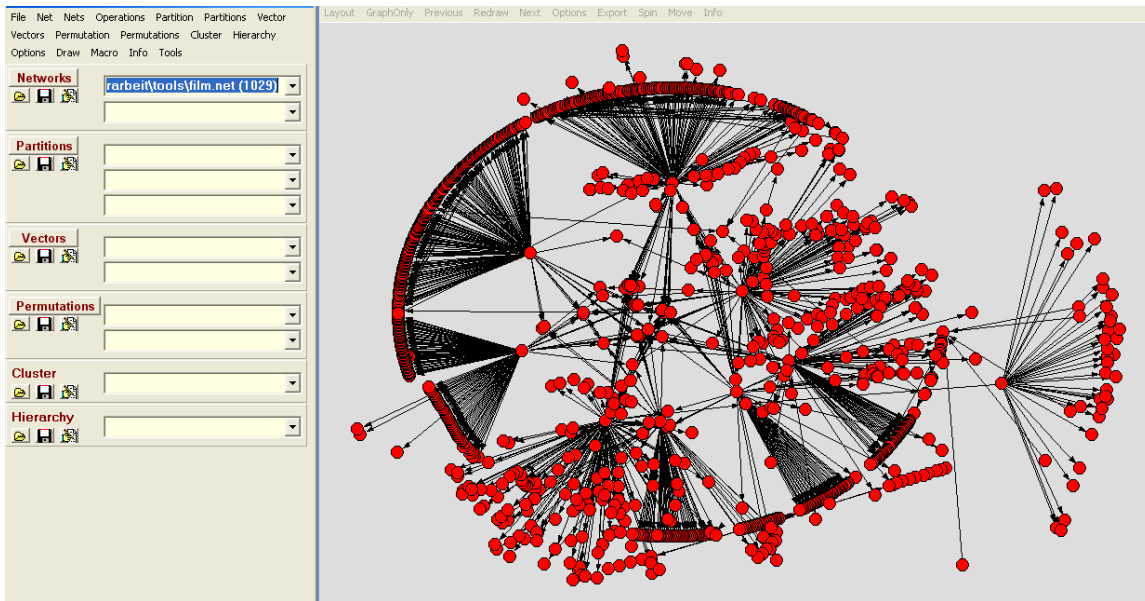 File Net Nets Operations Partition Partitions Vector
Vectors Permutation Permutations Cluster Hierarchy
Options Draw Macro Info Tools
Layout GraphOnly Previous Redraw Next Options Export Spin Move Info
Networks
rarbeit\tools\film.net (1029)
Partitions
Vectors
Permutations
Cluster
Hierarchy